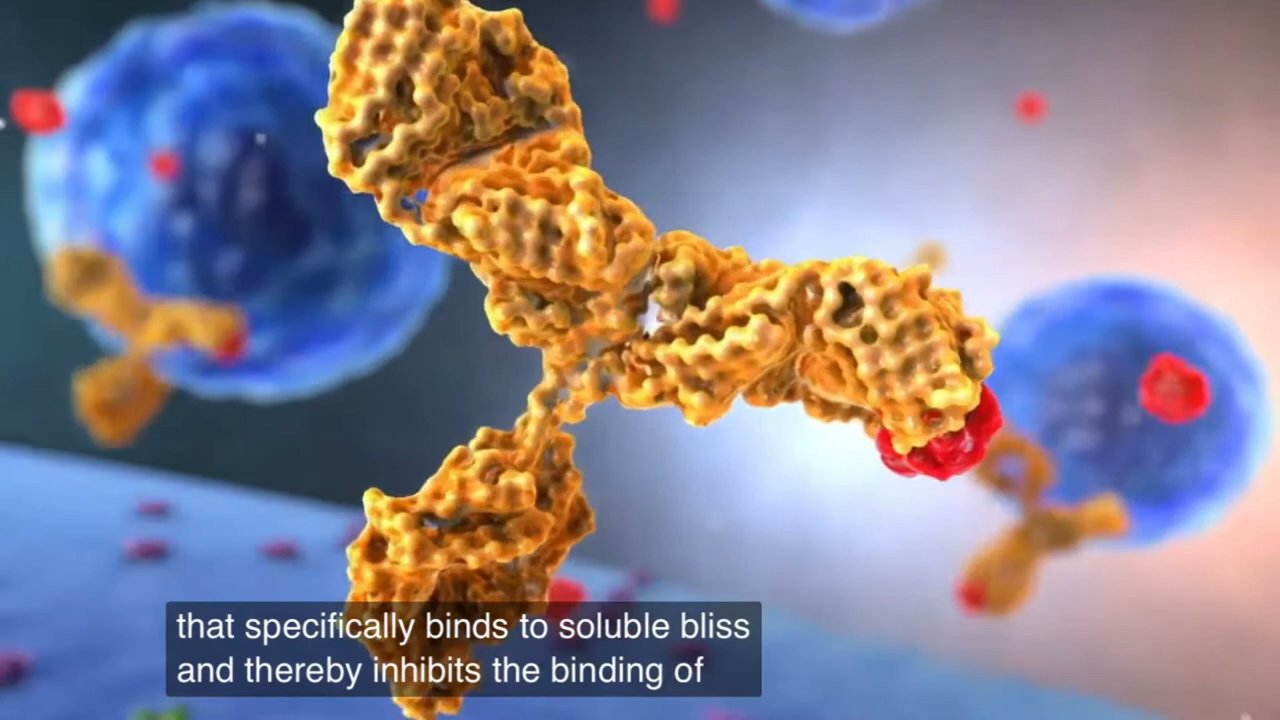 that specifically binds to soluble bliss
and thereby inhibits the binding of